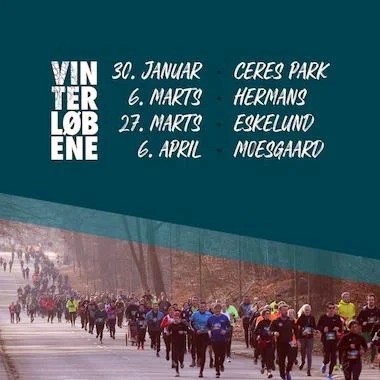 VIN
TER
LØB
ENE
30. JANUAR · CERES PARK
6. MARTS · HERMANS
27. MARTS · ESKELUND
6. APRIL · MOESGAARD